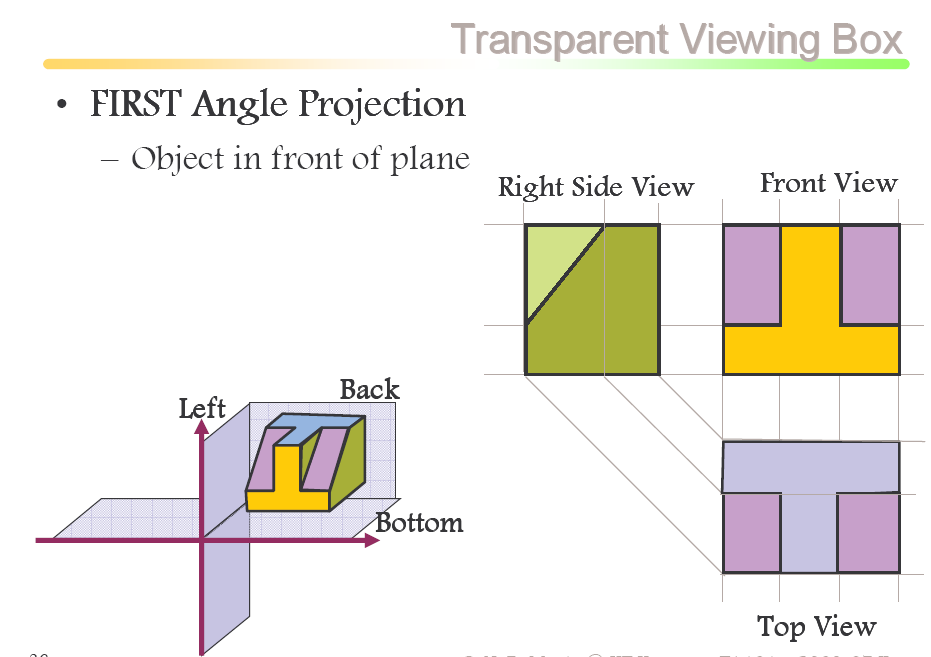 Transparent Viewing Box
• FIRST Angle Projection
– Object in front of plane
Right Side View
Front View
Back
Left
Bottom
Top View